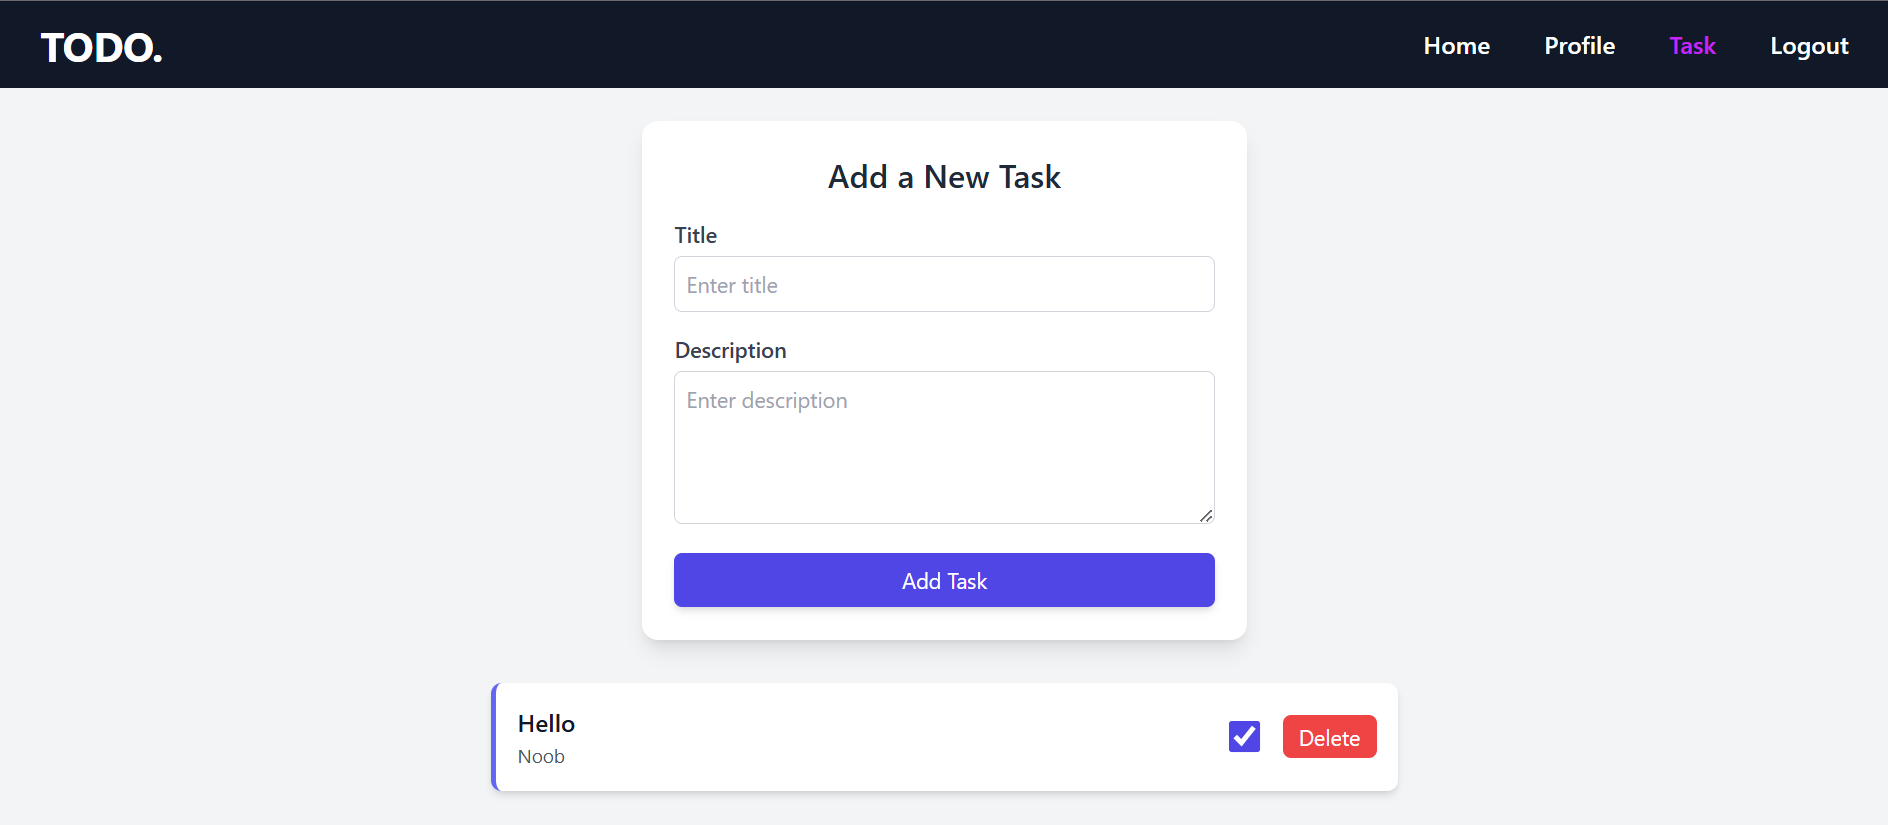 TODO.
Home Profile Task Logout
Add a New Task
Title
Enter title
Description
Enter description
Add Task
Hello
Noob
Delete